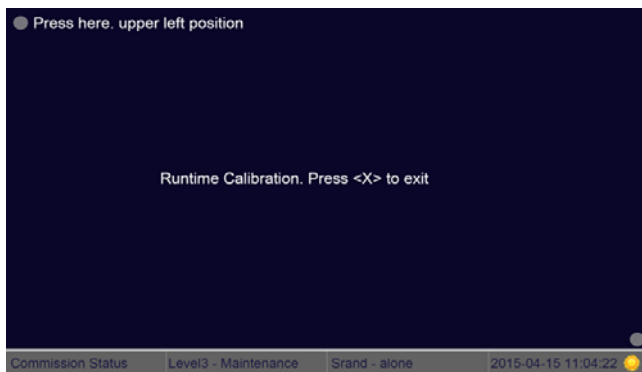 Press here. upper left position
Runtime Calibration. Press <X> to exit
Commission Status Level3 - Maintenance Srand - alone 2015-04-15 11:04:22